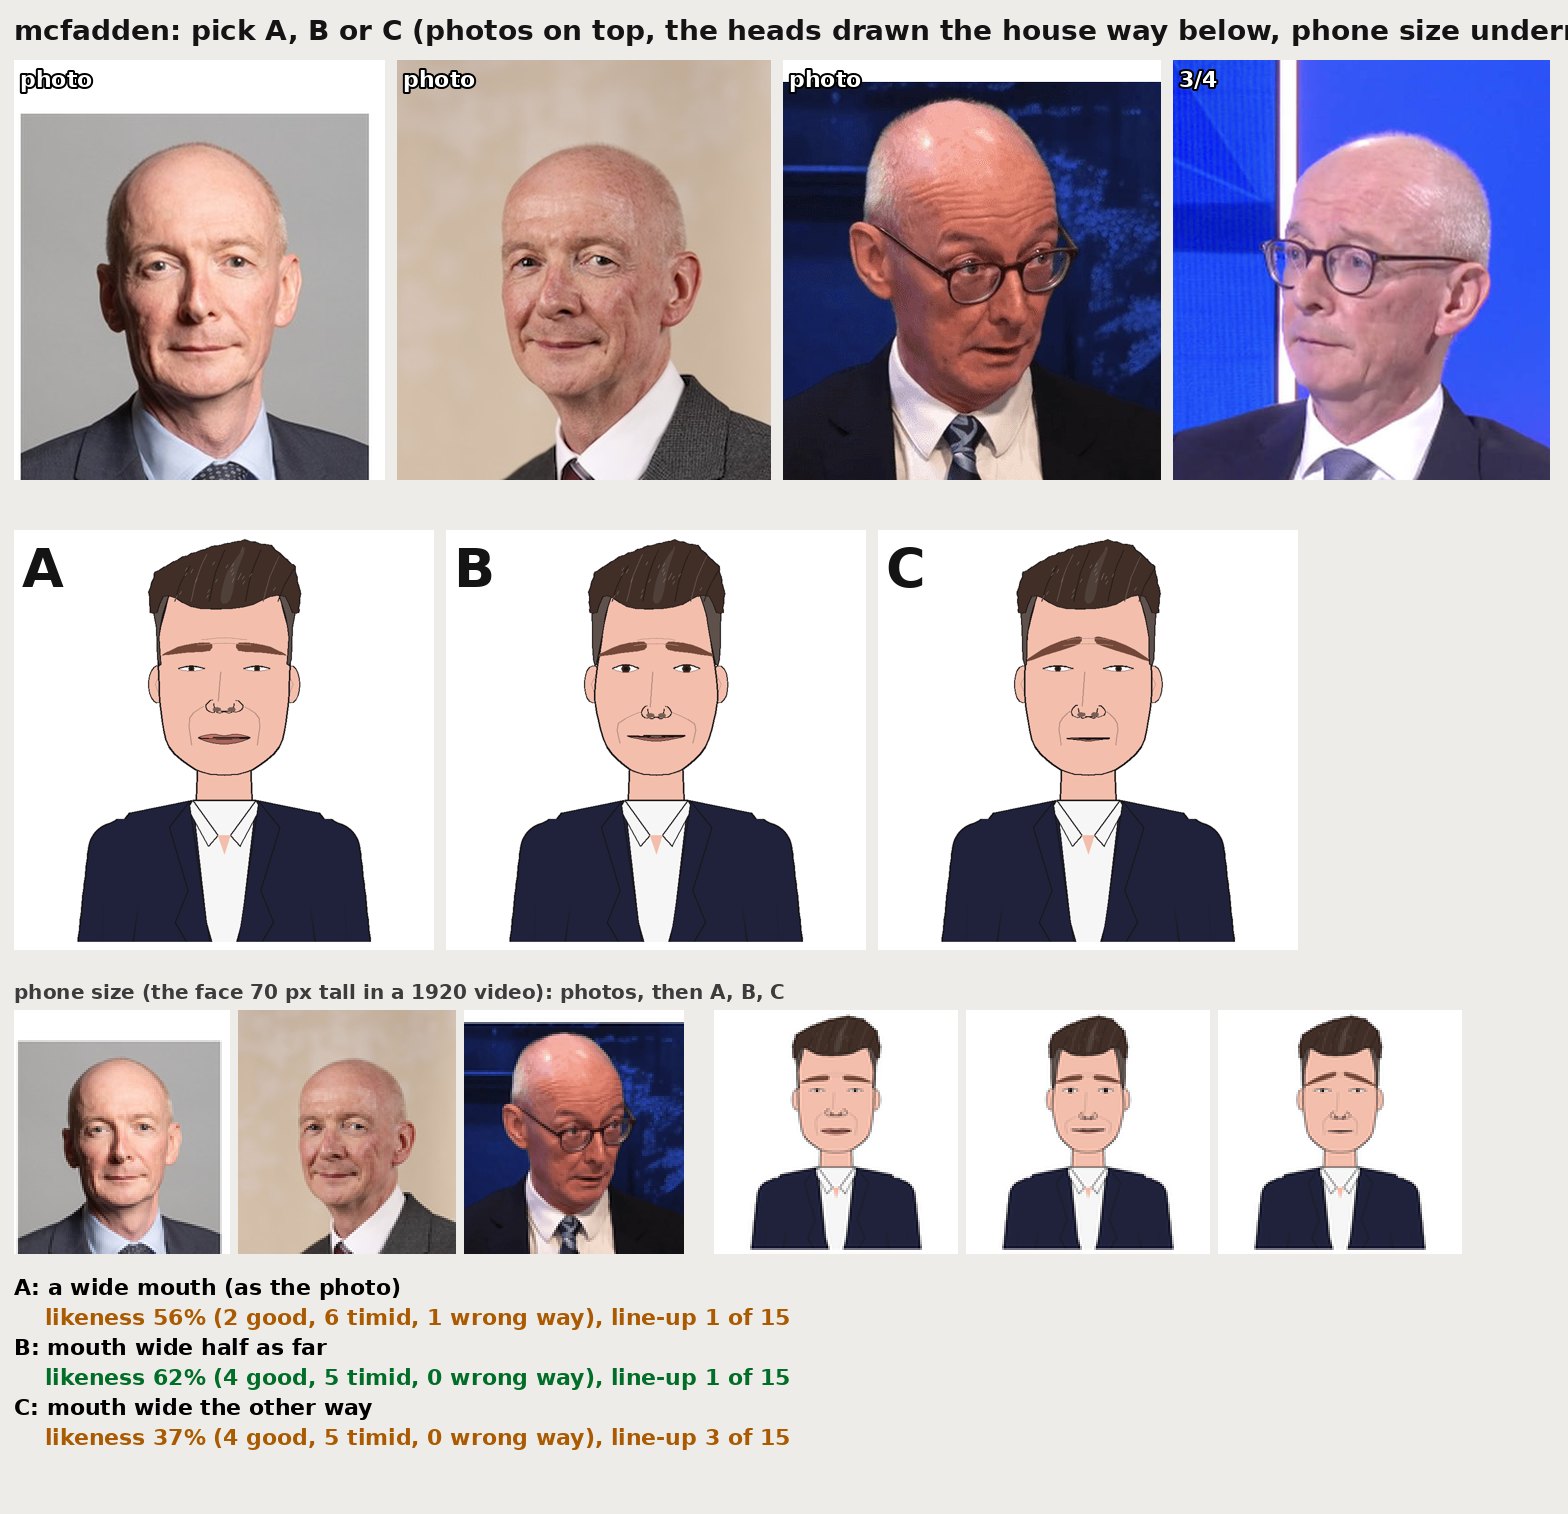 mcfadden: pick A, B or C (photos on top, the heads drawn the house way below, phone size
photo
photo
photo
3/4
A
B
C
phone size (the face 70 px tall in a 1920 video): photos, then A, B, C
A: a wide mouth (as the photo)
likeness 56% (2 good, 6 timid, 1 wrong way), line-up 1 of 15
B: mouth wide half as far
likeness 62% (4 good, 5 timid, 0 wrong way), line-up 1 of 15
C: mouth wide the other way
likeness 37% (4 good, 5 timid, 0 wrong way), line-up 3 of 15